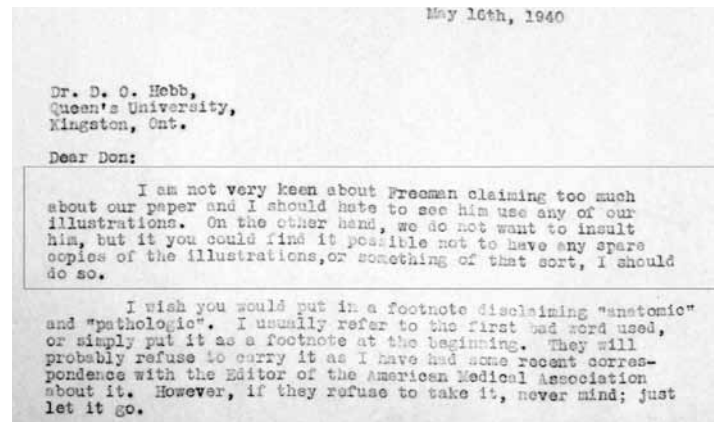 May 16th, 1940
Dr. D. O. Hebb,
Queen's University,
Kingston, Ont.
Dear Don:
I am not very keen about Freeman claiming too much
about our paper and I should hate to see him use any of our
illustrations. On the other hand, we do not want to insult
him, but it you could find it possible not to have any spare
copies of the illustrations,or something of that sort, I should
do so.
I wish you would put in a footnote disclaiming "anatomic"
and "pathologic". I usually refer to the first bad word used,
or simply put it as a footnote at the beginning. They will
probably refuse to carry it as I have had some recent corres-
pondence with the Editor of the American Medical Association
about it. However, if they refuse to take it, never mind; just
let it go.